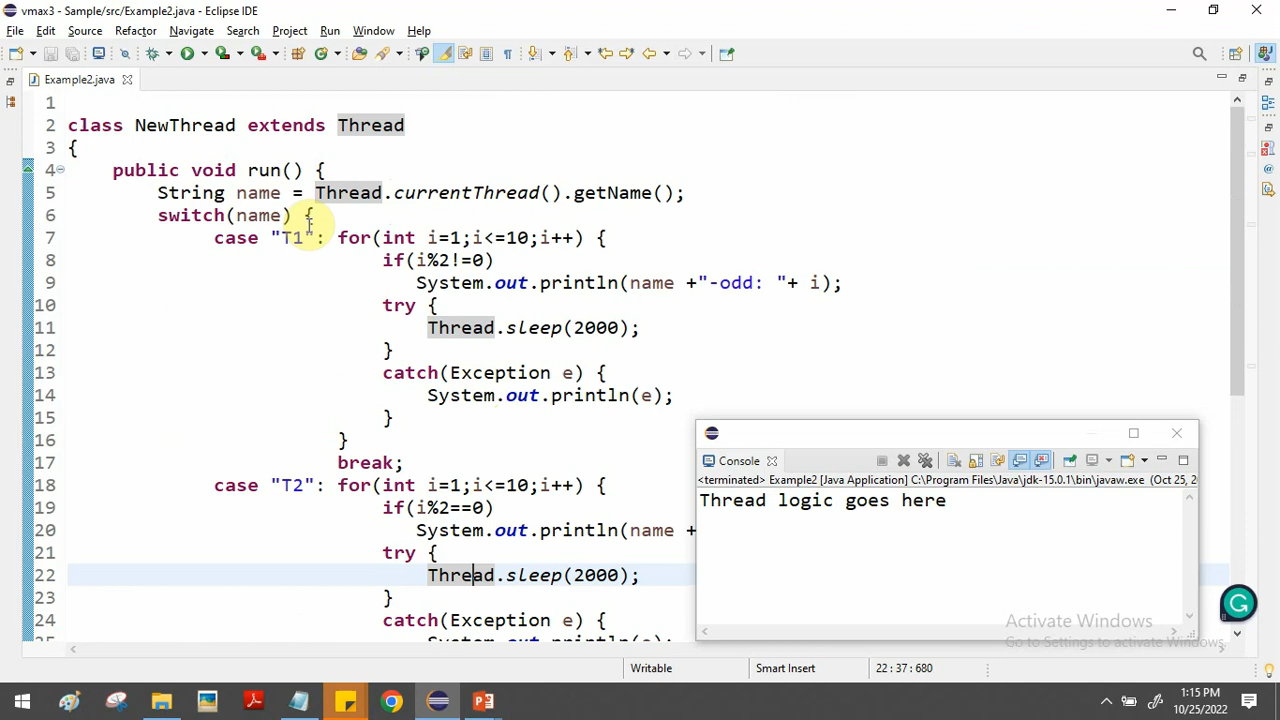 vmax3 - Sample/src/Example2.java - Eclipse IDE
File Edit Source Refactor Navigate Search Project Run Window Help
Example2.java
1
2 class NewThread extends Thread
3 {
4 public void run() {
5 String name = Thread.currentThread().getName();
6 switch(name) {
7 case "T1": for(int i=1;i<=10;i++) {
8 if(i%2!=0)
9 System.out.println(name +"-odd: "+ i);
10 try {
11 Thread.sleep(2000);
12 }
13 catch(Exception e) {
14 System.out.println(e);
15 }
16 }
17 break;
18 case "T2": for(int i=1;i<=10;i++) {
19 if(i%2==0)
20 System.out.println(name +
21 try {
22 Thread.sleep(2000);
23 }
24 catch(Exception e) {
25 System.out.println(e);
Console
<terminated> Example2 [Java Application] C:\Program Files\Java\jdk-15.0.1\bin\javaw.exe (Oct 25, 2
Thread logic goes here
Activate Windows
Go to Settings to activate Windows.
Writable Smart Insert 22 : 37 : 680
1:15 PM
10/25/2022